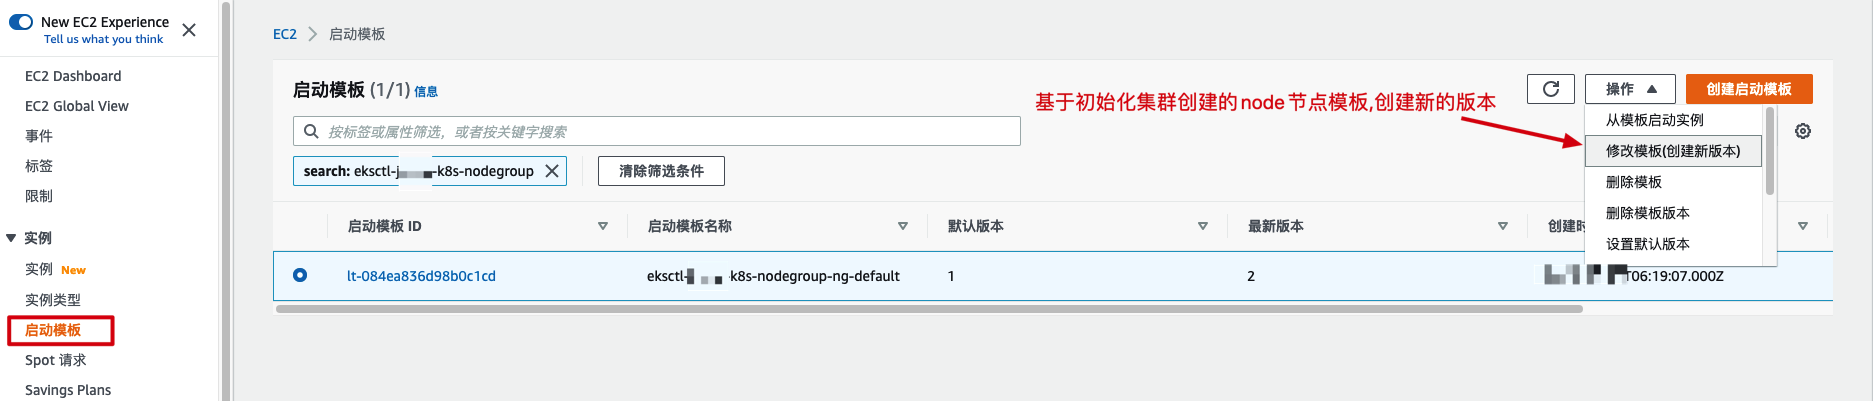 New EC2 Experience
Tell us what you think
EC2 Dashboard
EC2 Global View
事件
标签
限制
实例
实例 New
实例类型
启动模板
Spot 请求
Savings Plans
EC2 > 启动模板
启动模板 (1/1) 信息
基于初始化集群创建的node节点模板,创建新的版本
操作
创建启动模板
按标签或属性筛选，或者按关键字搜索
search: eksctl- -k8s-nodegroup
清除筛选条件
从模板启动实例
修改模板(创建新版本)
删除模板
删除模板版本
设置默认版本
启动模板 ID 启动模板名称 默认版本 最新版本 创建时
lt-084ea836d98b0c1cd eksctl- -k8s-nodegroup-ng-default 1 2 T06:19:07.000Z